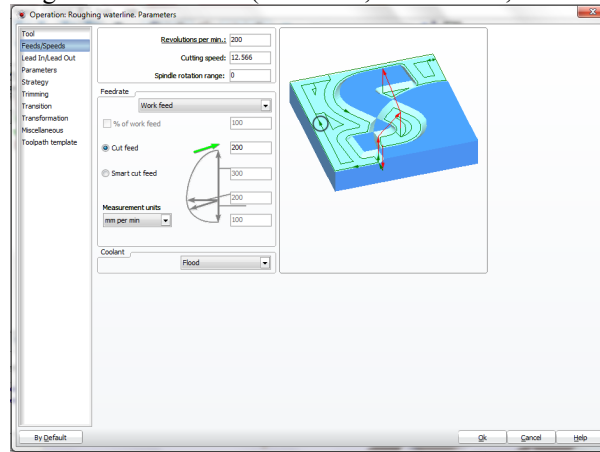 Operation: Roughing waterline. Parameters
Tool
Feeds/Speeds
Lead In/Lead Out
Parameters
Strategy
Trimming
Transition
Transformation
Miscellaneous
Toolpath template
Revolutions per min.: 200
Cutting speed: 12.566
Spindle rotation range: 0
Feedrate
Work feed
% of work feed 100
Cut feed 200
Smart cut feed 300
200
Measurement units
mm per min 100
Coolant
Flood
By Default
Ok Cancel Help